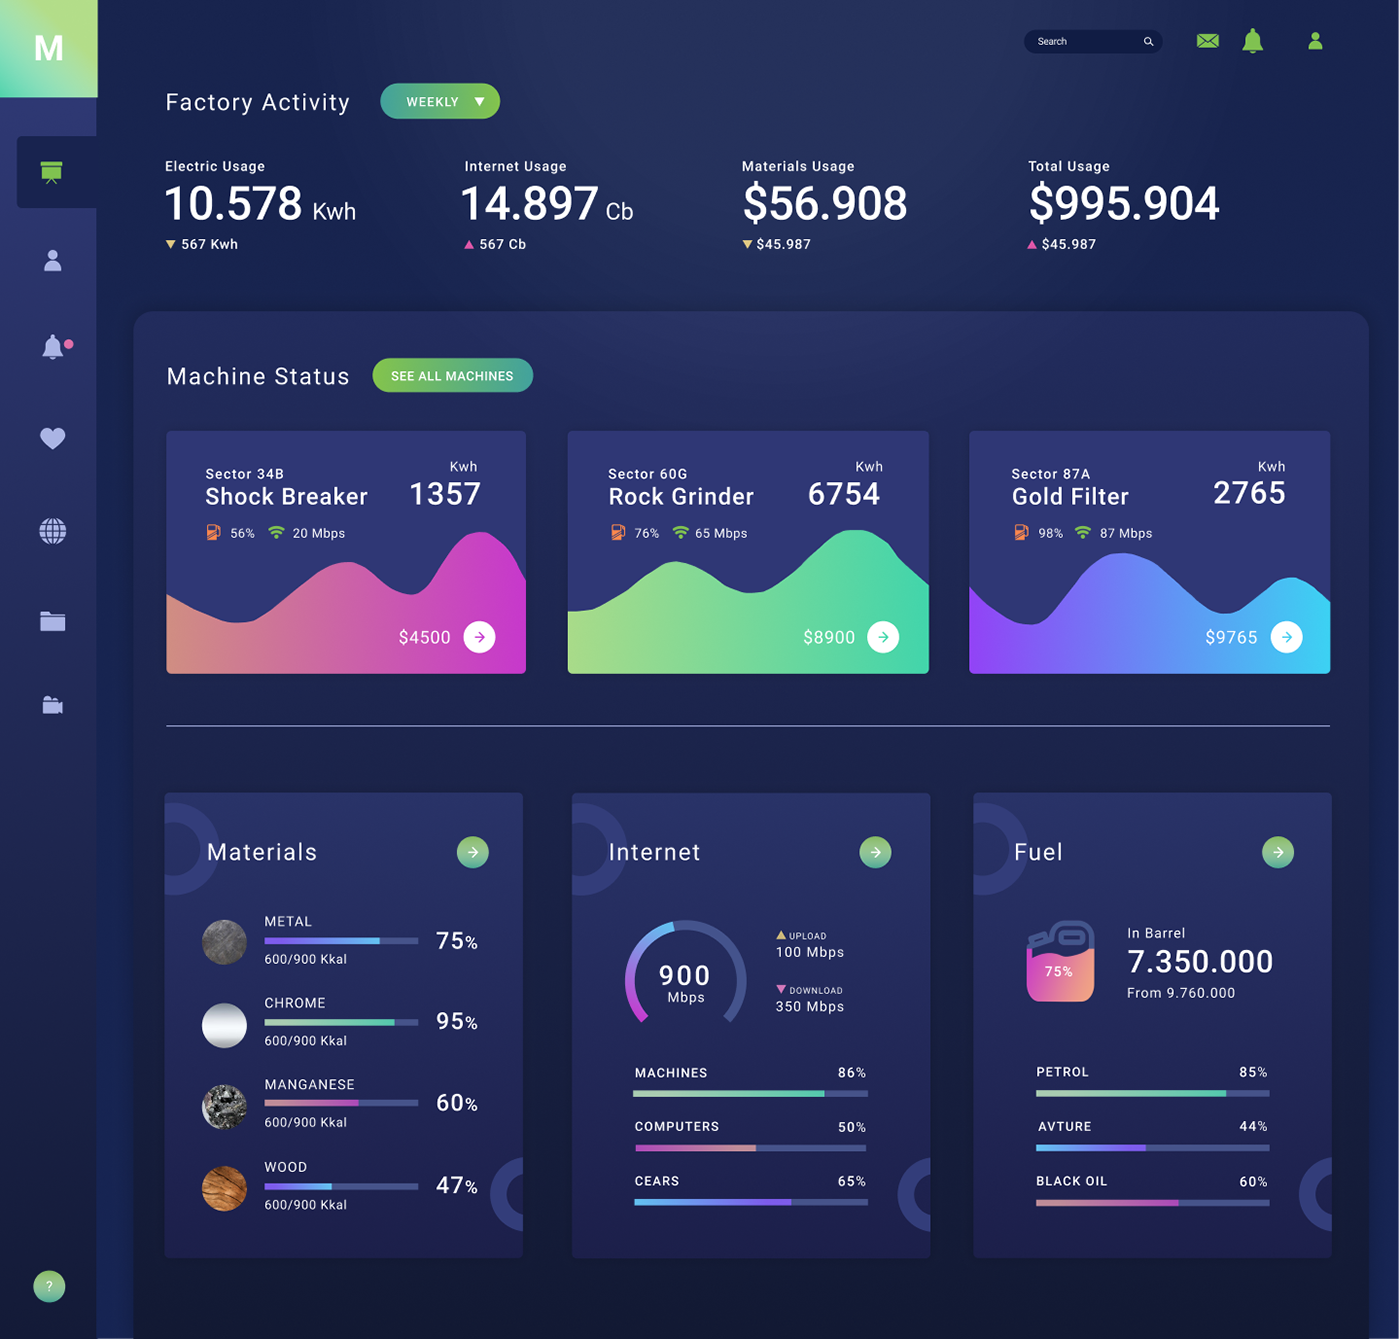 M
Search
Factory Activity
WEEKLY
Electric Usage
10.578 Kwh
567 Kwh
Internet Usage
14.897 Cb
567 Cb
Materials Usage
$56.908
$45.987
Total Usage
$995.904
$45.987
Machine Status
SEE ALL MACHINES
Sector 34B
Shock Breaker
Kwh
1357
56%
20 Mbps
$4500
Sector 60G
Rock Grinder
Kwh
6754
76%
65 Mbps
$8900
Sector 87A
Gold Filter
Kwh
2765
98%
87 Mbps
$9765
Materials
METAL
75%
600/900 Kkal
CHROME
95%
600/900 Kkal
MANGANESE
60%
600/900 Kkal
WOOD
47%
600/900 Kkal
Internet
900
Mbps
UPLOAD
100 Mbps
DOWNLOAD
350 Mbps
MACHINES 86%
COMPUTERS 50%
CEARS 65%
Fuel
75%
In Barrel
7.350.000
From 9.760.000
PETROL 85%
AVTURE 44%
BLACK OIL 60%
?